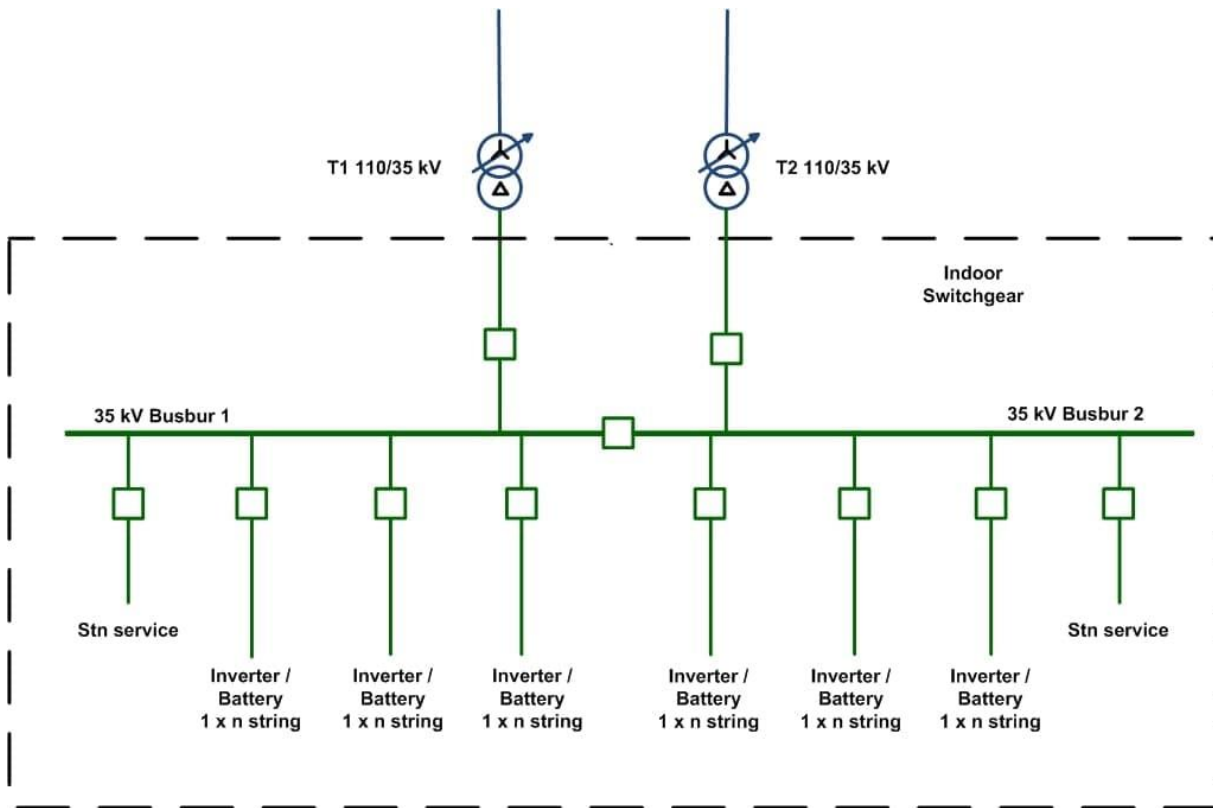 T1 110/35 kV
T2 110/35 kV
Indoor
Switchgear
35 kV Busbur 1
35 kV Busbur 2
Stn service
Stn service
Inverter /
Battery
1 x n string
Inverter /
Battery
1 x n string
Inverter /
Battery
1 x n string
Inverter /
Battery
1 x n string
Inverter /
Battery
1 x n string
Inverter /
Battery
1 x n string